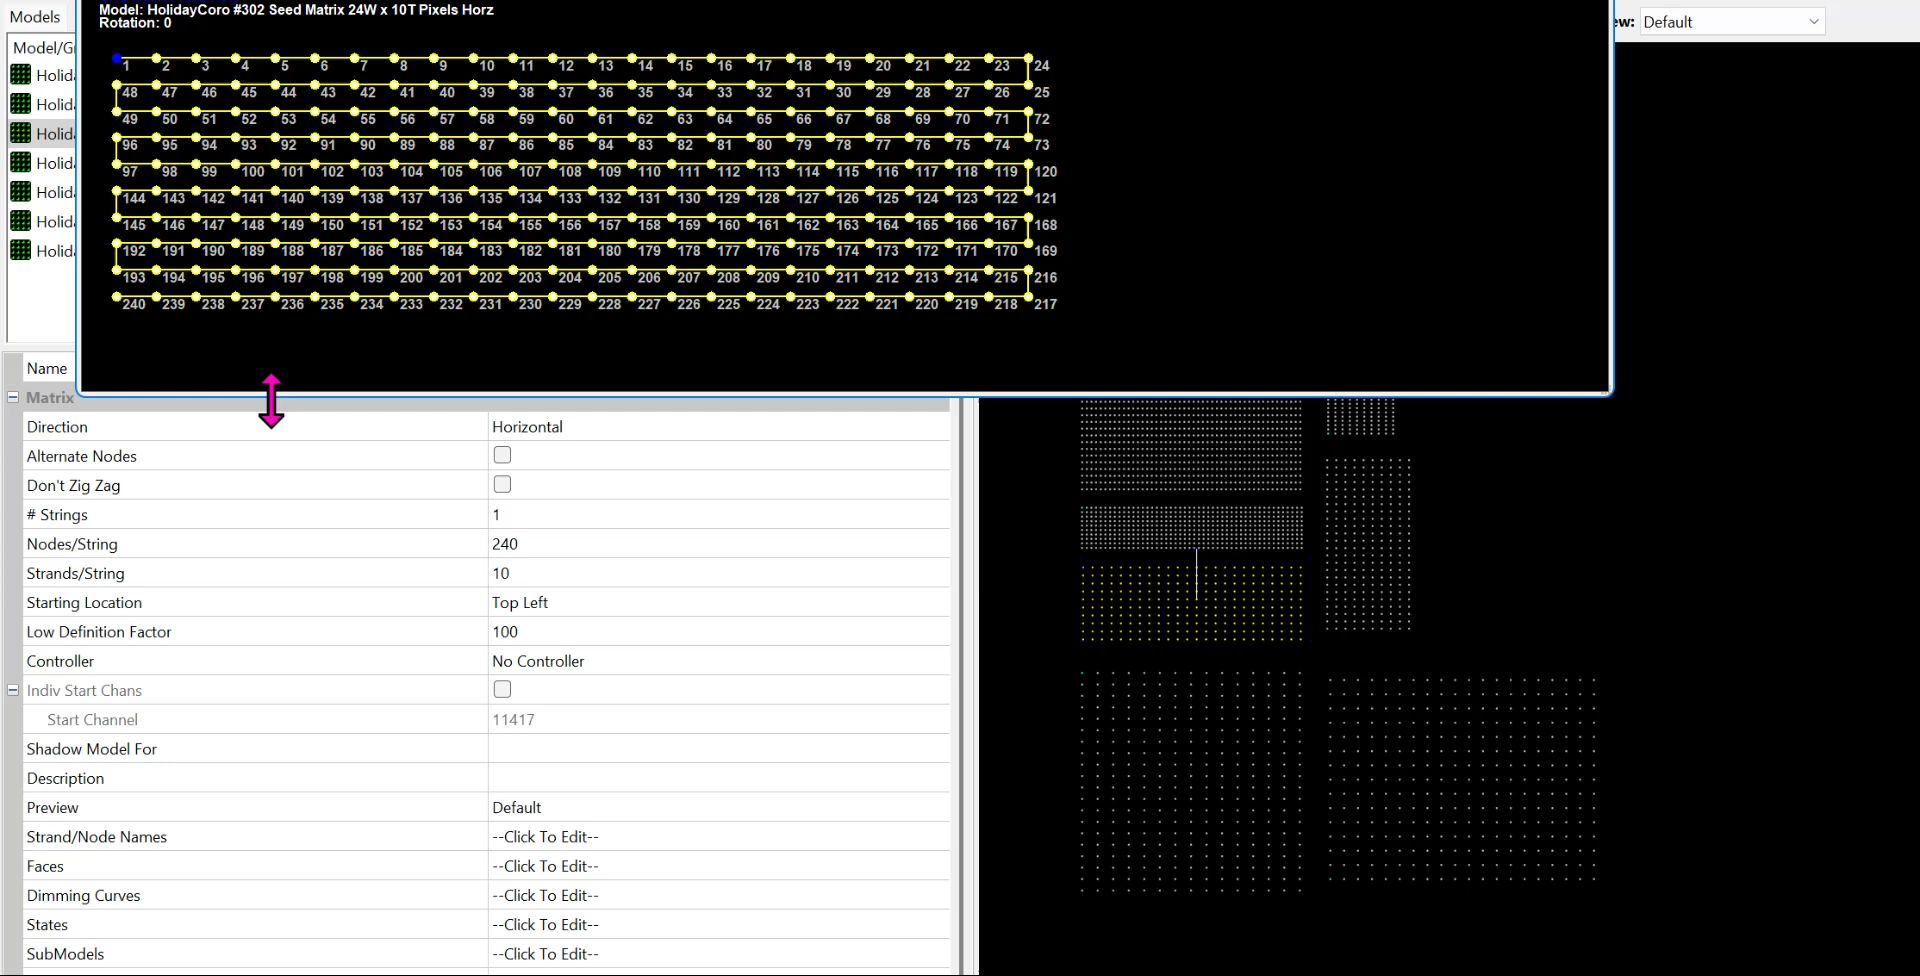 Models
Model/G
Holida
Holida
Holida
Holida
Holida
Holida
Holida
Model: HolidayCoro #302 Seed Matrix 24W x 10T Pixels Horz
Rotation: 0
1 2 3 4 5 6 7 8 9 10 11 12 13 14 15 16 17 18 19 20 21 22 23 24
48 47 46 45 44 43 42 41 40 39 38 37 36 35 34 33 32 31 30 29 28 27 26 25
49 50 51 52 53 54 55 56 57 58 59 60 61 62 63 64 65 66 67 68 69 70 71 72
96 95 94 93 92 91 90 89 88 87 86 85 84 83 82 81 80 79 78 77 76 75 74 73
97 98 99 100 101 102 103 104 105 106 107 108 109 110 111 112 113 114 115 116 117 118 119 120
144 143 142 141 140 139 138 137 136 135 134 133 132 131 130 129 128 127 126 125 124 123 122 121
145 146 147 148 149 150 151 152 153 154 155 156 157 158 159 160 161 162 163 164 165 166 167 168
192 191 190 189 188 187 186 185 184 183 182 181 180 179 178 177 176 175 174 173 172 171 170 169
193 194 195 196 197 198 199 200 201 202 203 204 205 206 207 208 209 210 211 212 213 214 215 216
240 239 238 237 236 235 234 233 232 231 230 229 228 227 226 225 224 223 222 221 220 219 218 217
ew: Default
Name
Matrix
Direction Horizontal
Alternate Nodes
Don't Zig Zag
# Strings 1
Nodes/String 240
Strands/String 10
Starting Location Top Left
Low Definition Factor 100
Controller No Controller
Indiv Start Chans
Start Channel 11417
Shadow Model For
Description
Preview Default
Strand/Node Names --Click To Edit--
Faces --Click To Edit--
Dimming Curves --Click To Edit--
States --Click To Edit--
SubModels --Click To Edit--